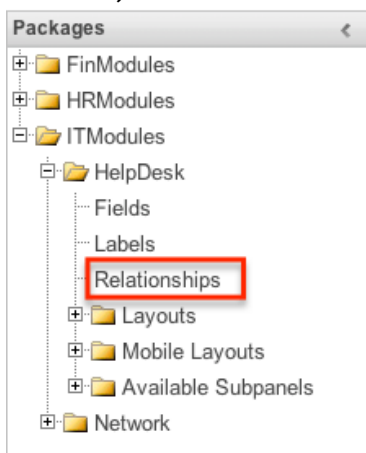 Packages
FinModules
HRModules
ITModules
HelpDesk
Fields
Labels
Relationships
Layouts
Mobile Layouts
Available Subpanels
Network